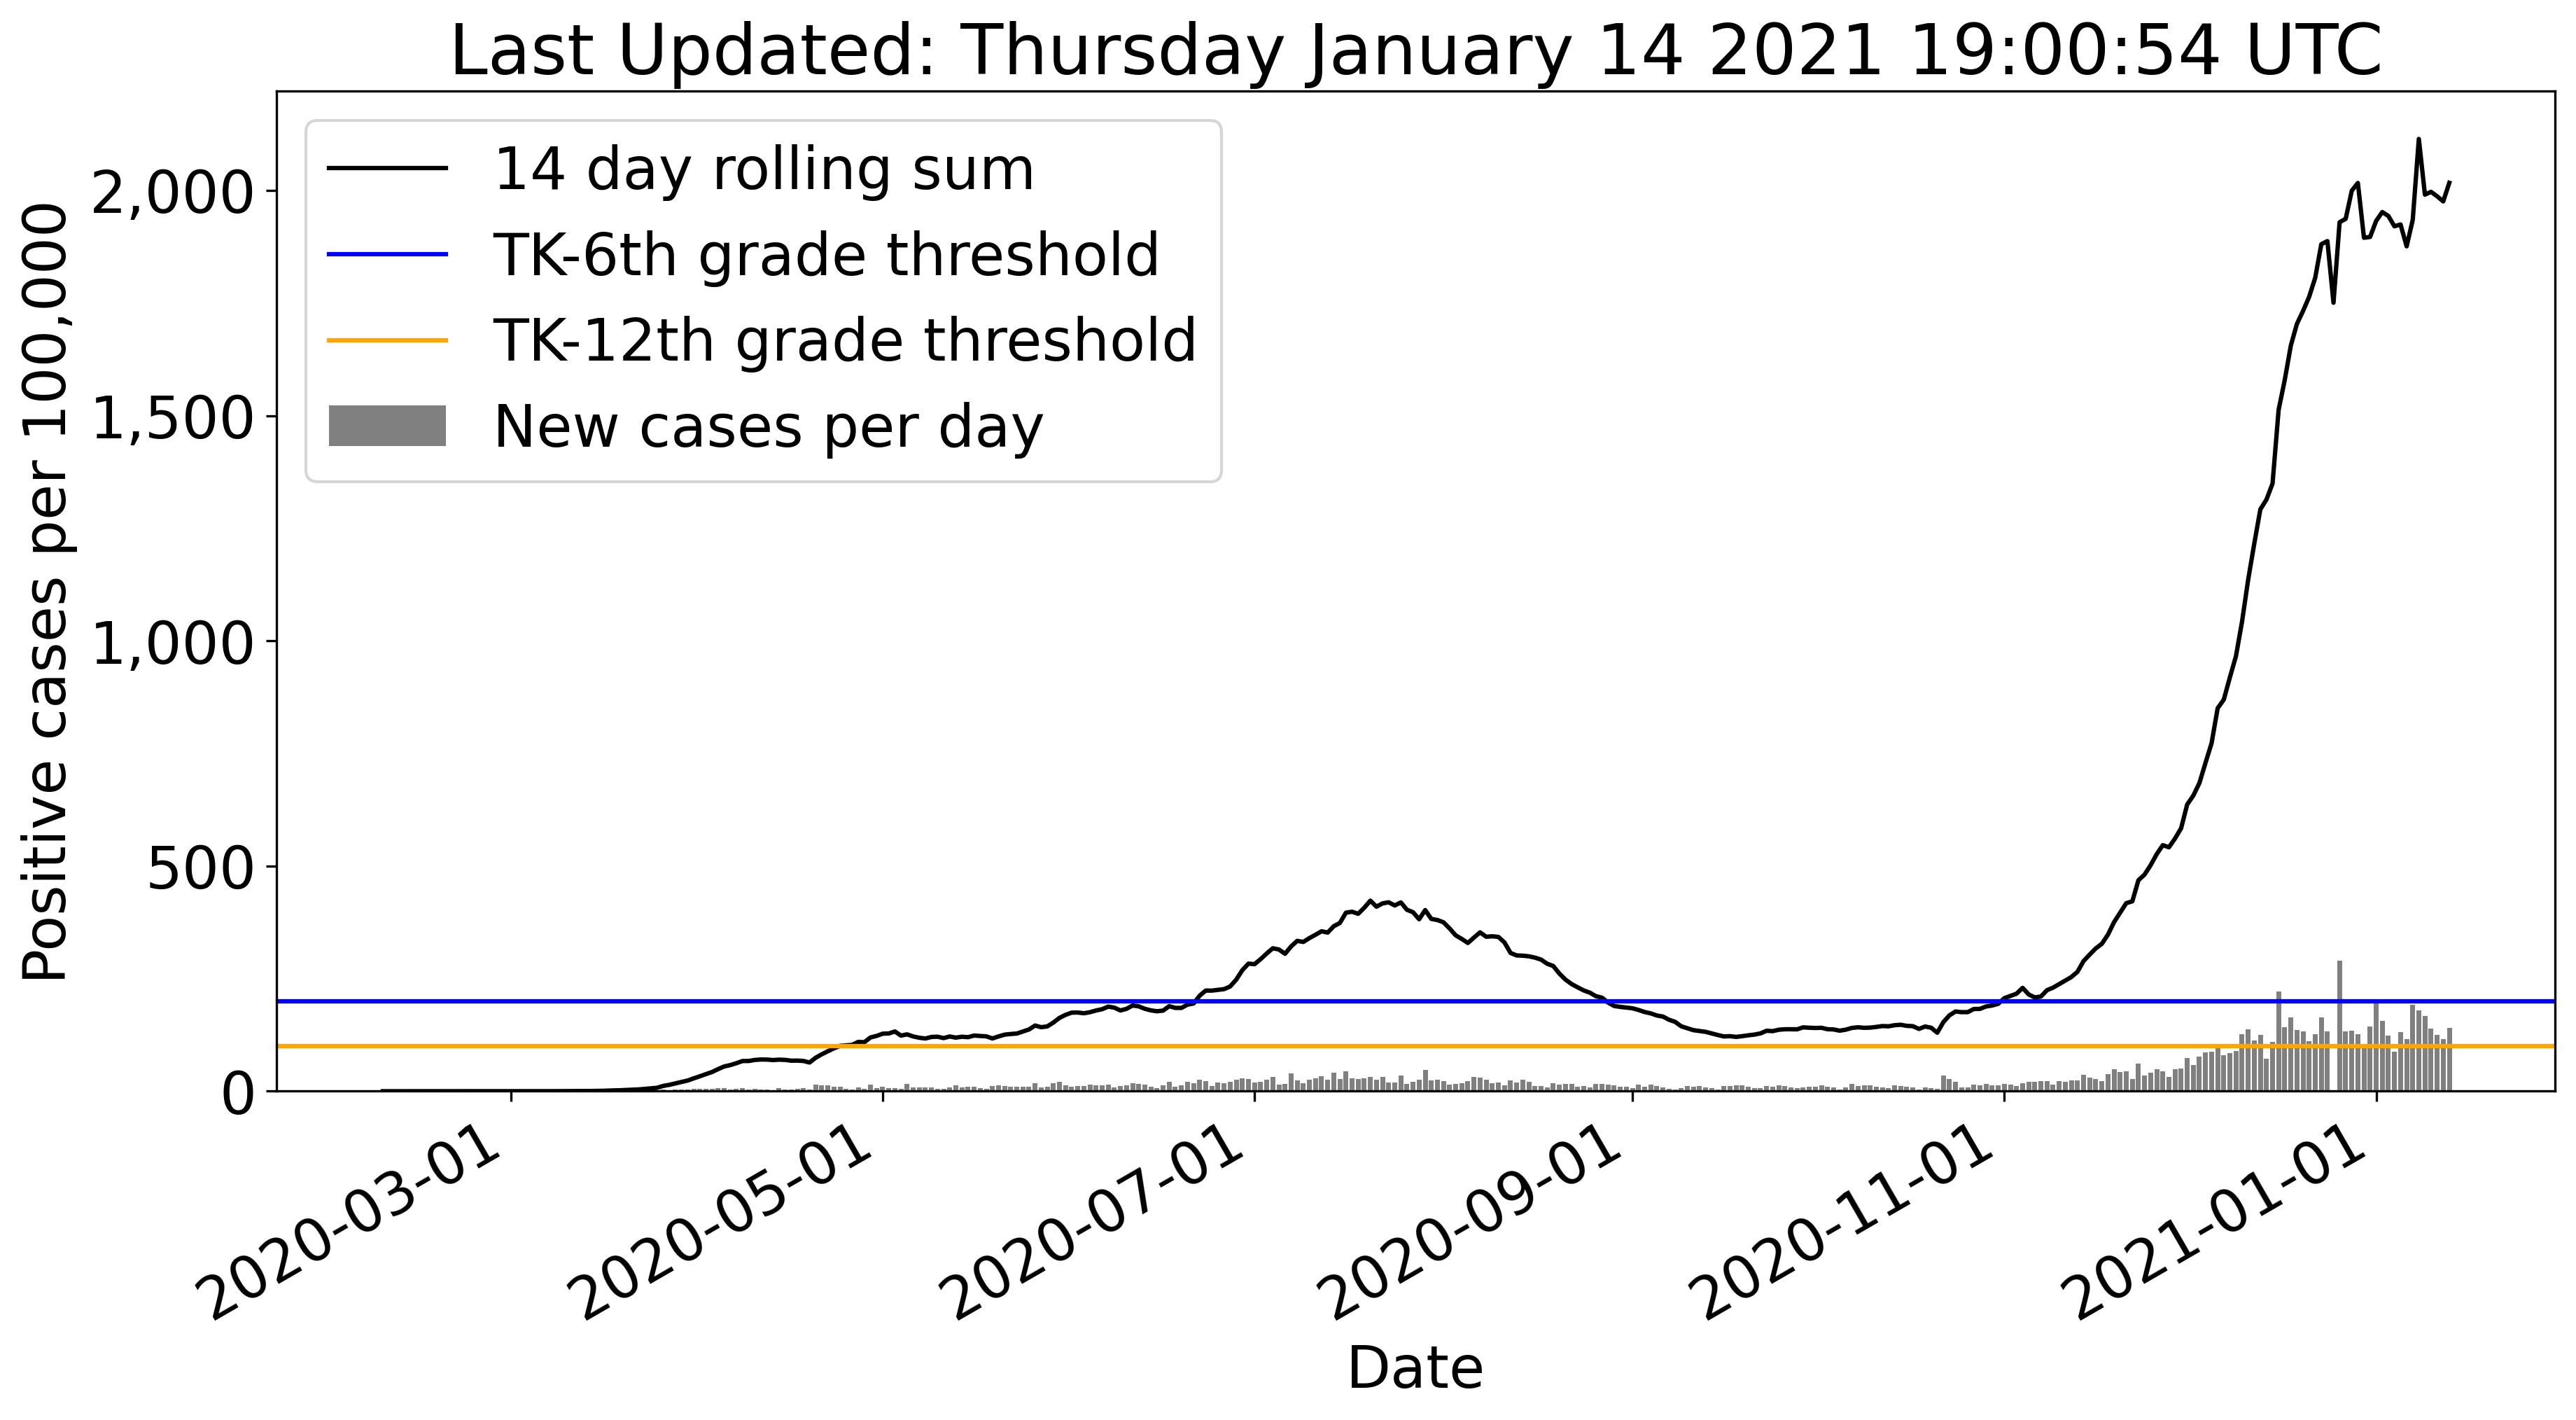 Last Updated: Thursday January 14 2021 19:00:54 UTC
14 day rolling sum
TK-6th grade threshold
TK-12th grade threshold
New cases per day
Positive cases per 100,000
2,000
1,500
1,000
500
0
2020-03-01
2020-05-01
2020-07-01
2020-09-01
2020-11-01
2021-01-01
Date